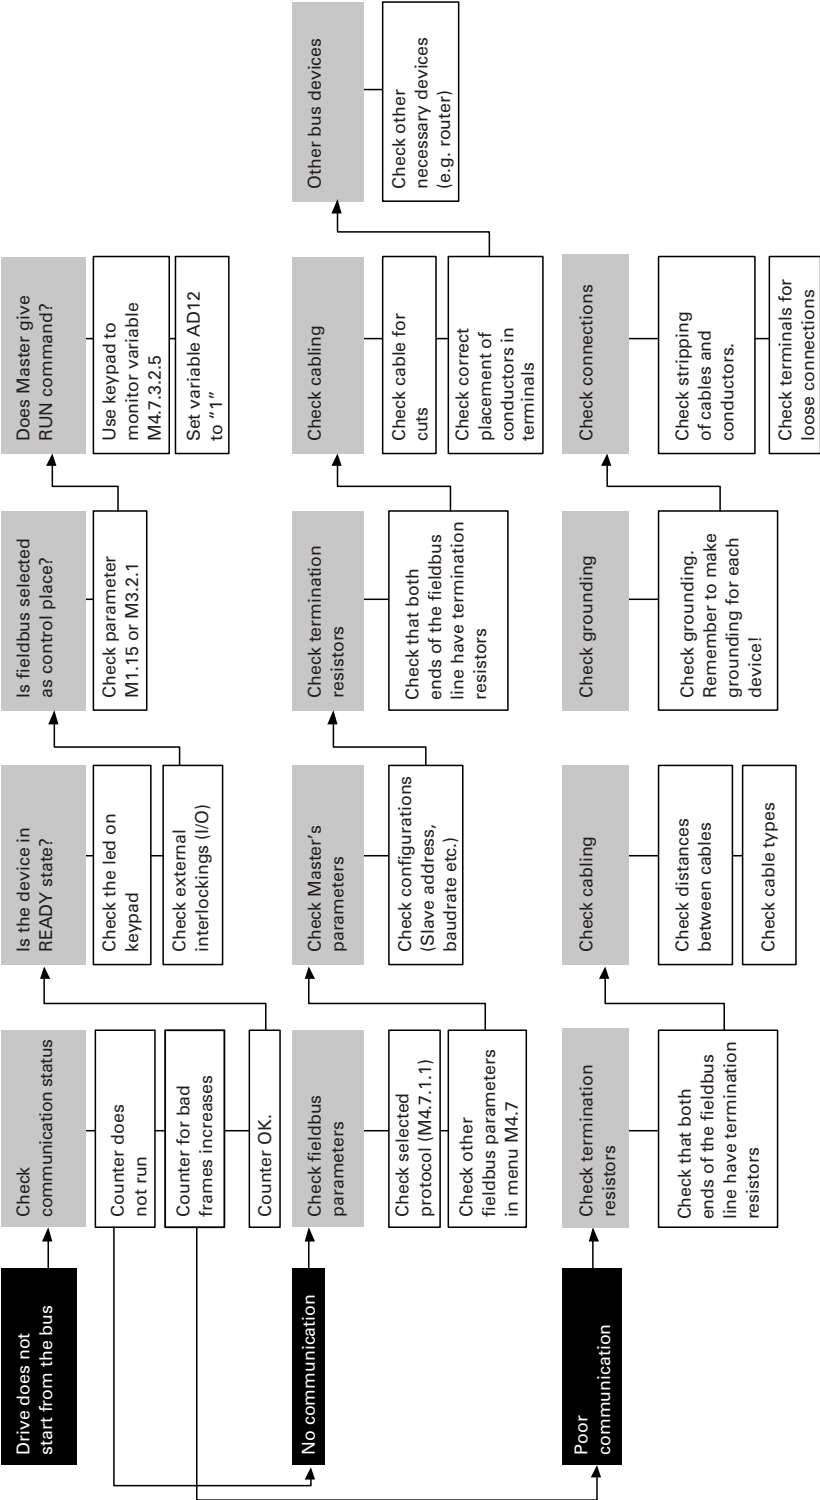 Drive does not
start from the bus
Check
communication status
Counter does
not run
Counter for bad
frames increases
Counter OK.
Is the device in
READY state?
Check the led on
keypad
Check external
interlockings (I/O)
Is fieldbus selected
as control place?
Check parameter
M1.15 or M3.2.1
Does Master give
RUN command?
Use keypad to
monitor variable
M4.7.3.2.5
Set variable AD12
to “1”
No communication
Check fieldbus
parameters
Check selected
protocol (M4.7.1.1)
Check other
fieldbus parameters
in menu M4.7
Check Master’s
parameters
Check configurations
(Slave address,
baudrate etc.)
Check termination
resistors
Check that both
ends of the fieldbus
line have termination
resistors
Check cabling
Check cable for
cuts
Check correct
placement of
conductors in
terminals
Other bus devices
Check other
necessary devices
(e.g. router)
Poor
communication
Check termination
resistors
Check that both
ends of the fieldbus
line have termination
resistors
Check cabling
Check distances
between cables
Check cable types
Check grounding
Check grounding.
Remember to make
grounding for each
device!
Check connections
Check stripping
of cables and
conductors.
Check terminals for
loose connections